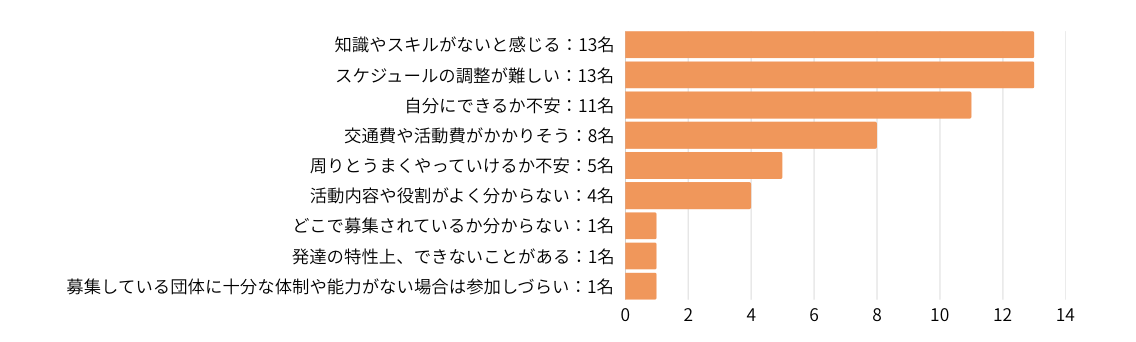 知識やスキルがないと感じる：13名
スケジュールの調整が難しい：13名
自分にできるか不安：11名
交通費や活動費がかかりそう：8名
周りとうまくやっていけるか不安：5名
活動内容や役割がよく分からない：4名
どこで募集されているか分からない：1名
発達の特性上、できないことがある：1名
募集している団体に十分な体制や能力がない場合は参加しづらい：1名
0 2 4 6 8 10 12 14